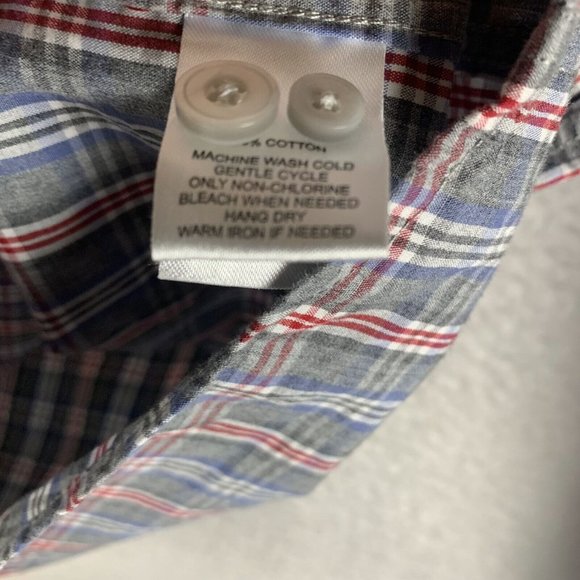 % COTTON
MACHINE WASH COLD
GENTLE CYCLE
ONLY NON-CHLORINE
BLEACH WHEN NEEDED
HANG DRY
WARM IRON IF NEEDED